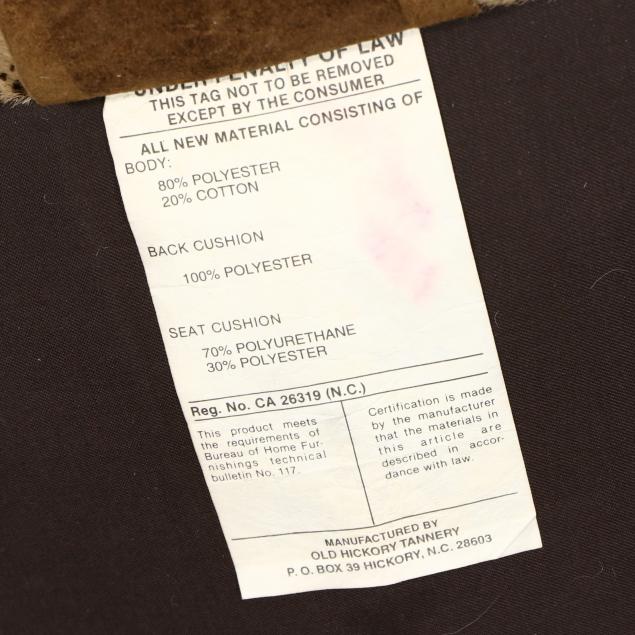 UNDER PENALTY OF LAW
THIS TAG NOT TO BE REMOVED
EXCEPT BY THE CONSUMER
ALL NEW MATERIAL CONSISTING OF
BODY:
80% POLYESTER
20% COTTON
BACK CUSHION
100% POLYESTER
SEAT CUSHION
70% POLYURETHANE
30% POLYESTER
Reg. No. CA 26319 (N.C.)
This product meets
the requirements of
Bureau of Home Fur-
nishings technical
bulletin No. 117.
Certification is made
by the manufacturer
that the materials in
this article are
described in accor-
dance with law.
MANUFACTURED BY
OLD HICKORY TANNERY
P. O. BOX 39 HICKORY, N.C. 28603